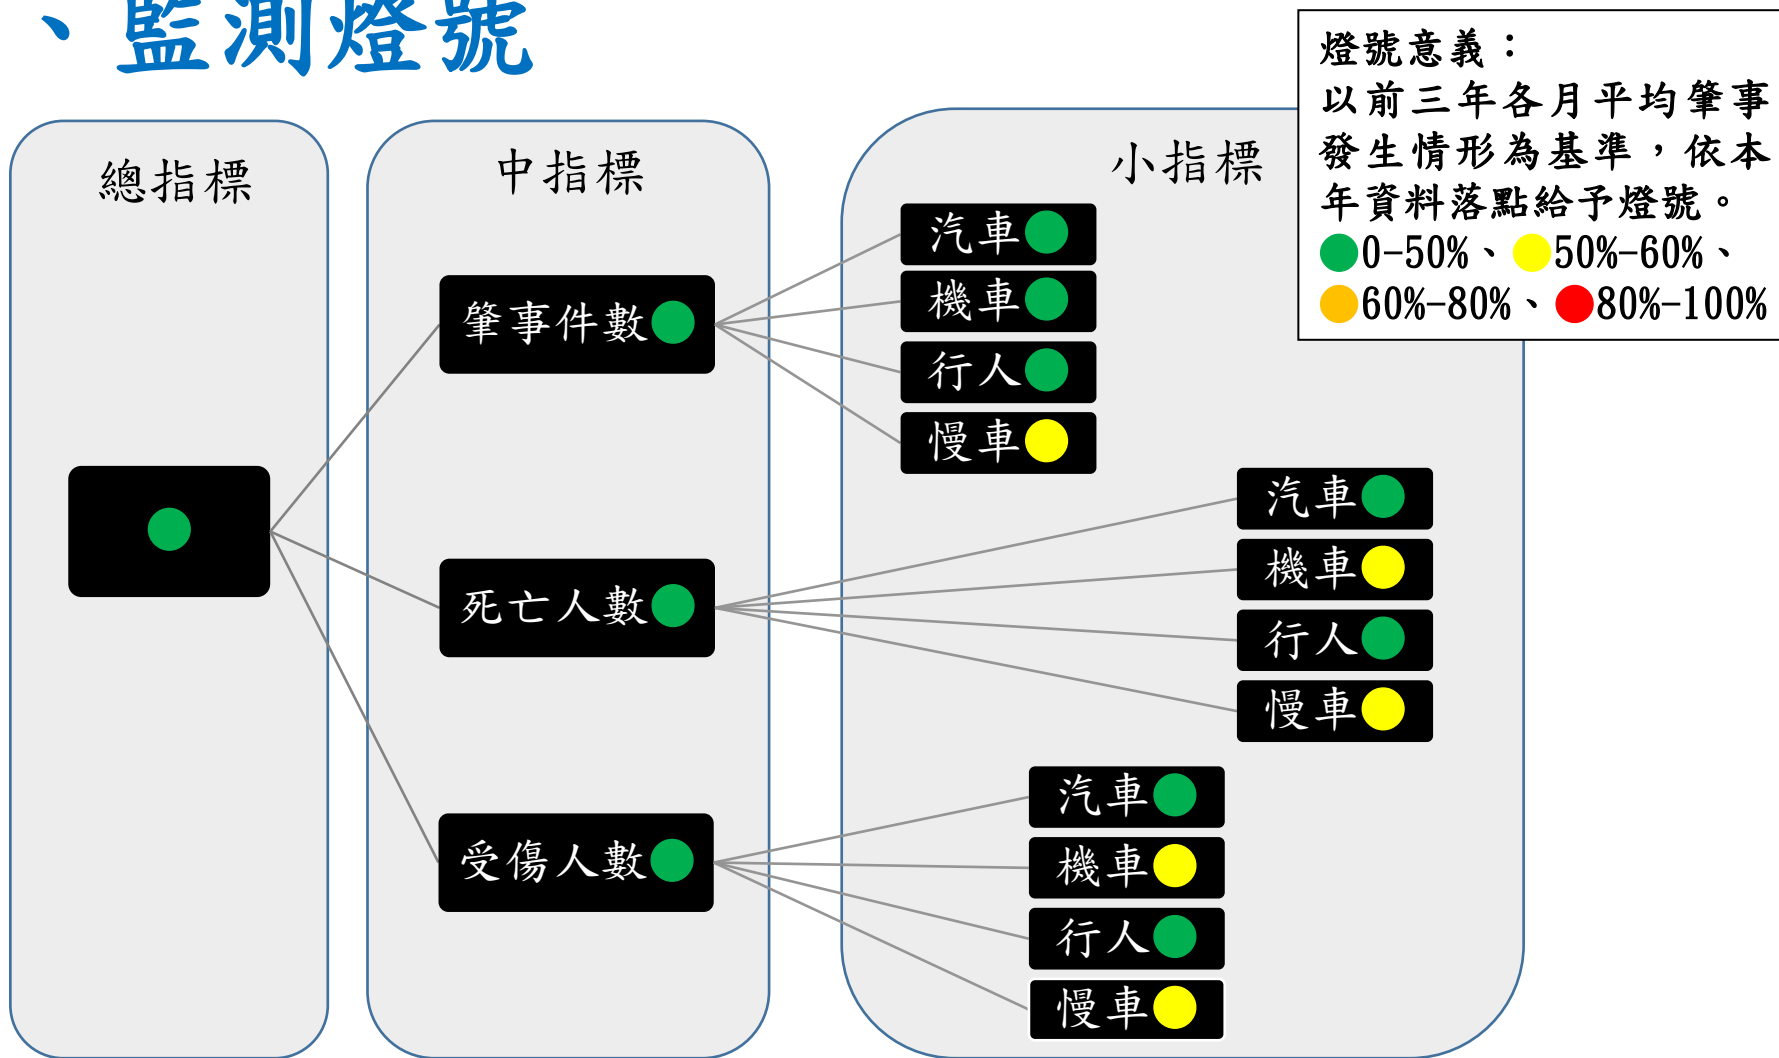 、監測燈號
燈號意義：
以前三年各月平均肇事
發生情形為基準，依本
年資料落點給予燈號。
0-50%、50%-60%、
60%-80%、80%-100%
總指標
中指標
小指標
肇事件數
汽車
機車
行人
慢車
死亡人數
汽車
機車
行人
慢車
受傷人數
汽車
機車
行人
慢車